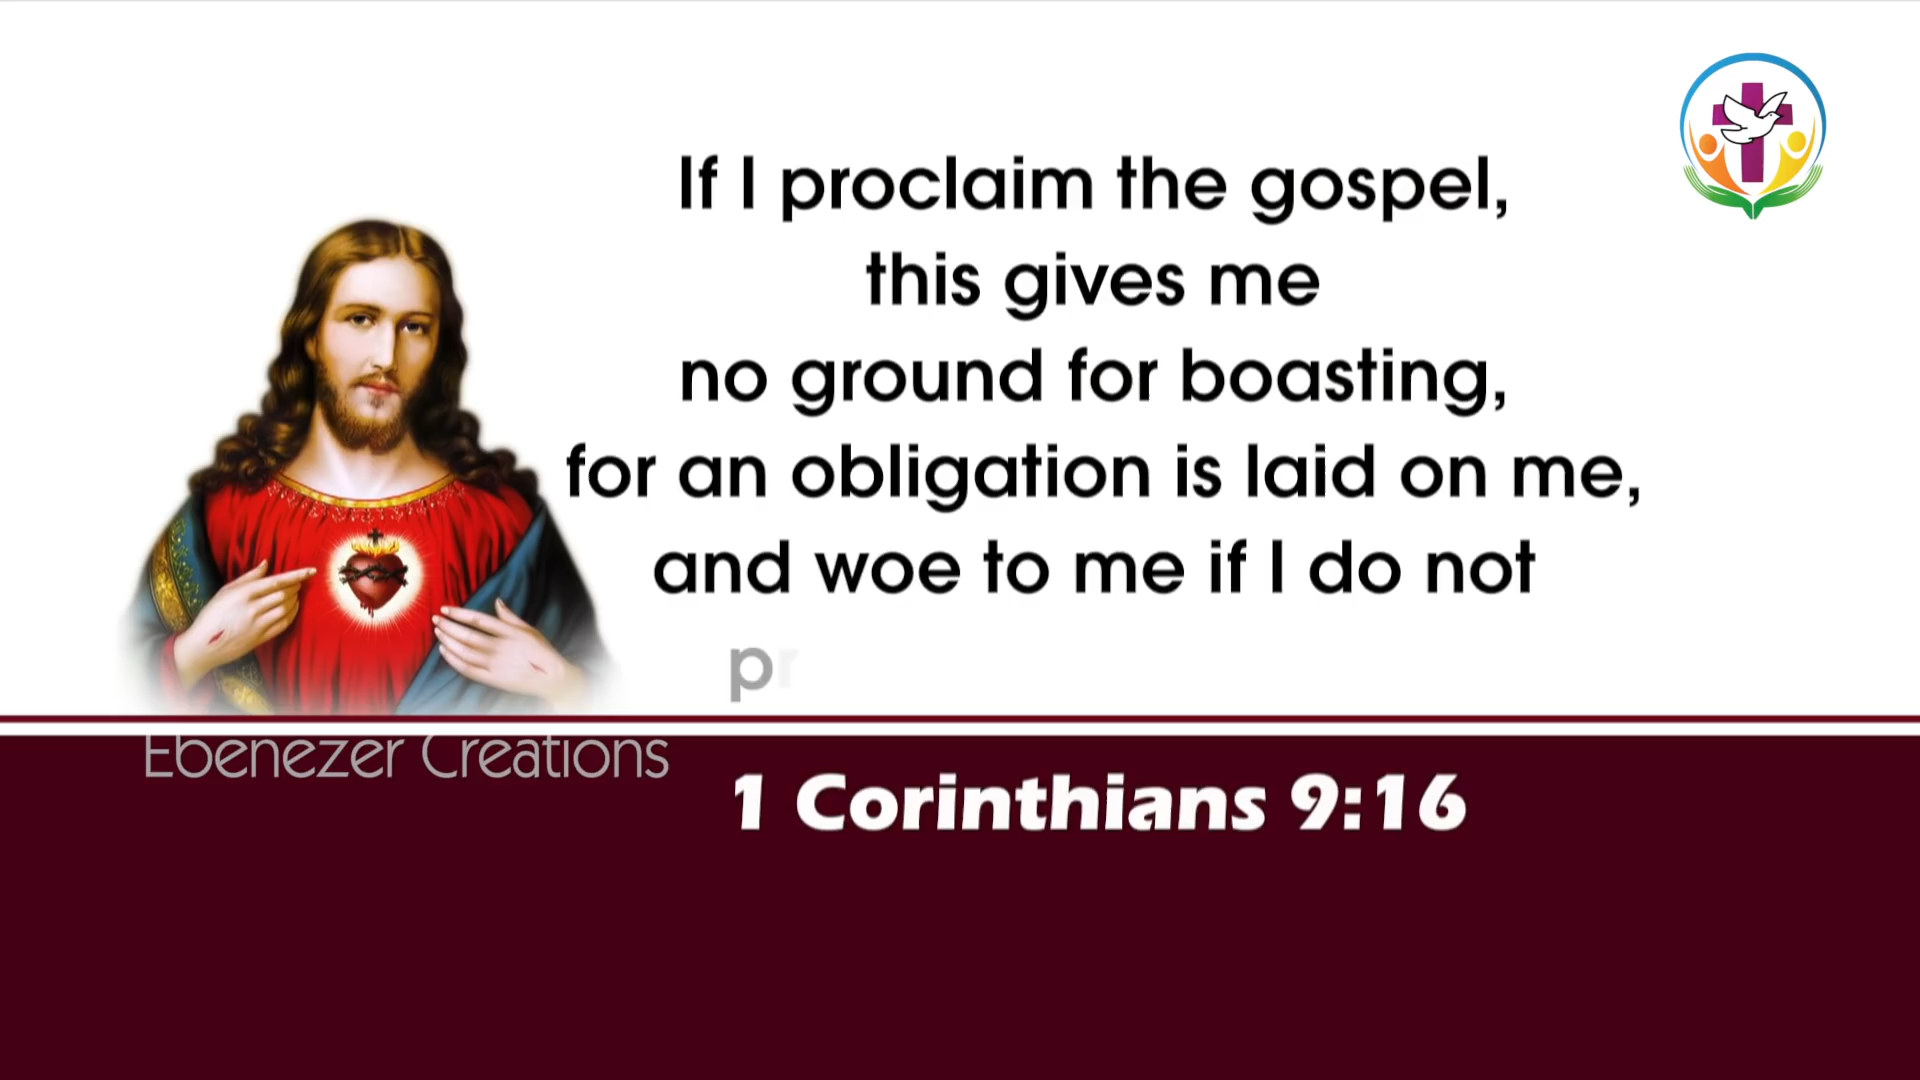 If I proclaim the gospel,
this gives me
no ground for boasting,
for an obligation is laid on me,
and woe to me if I do not
pr
Ebenezer Creations
1 Corinthians 9:16